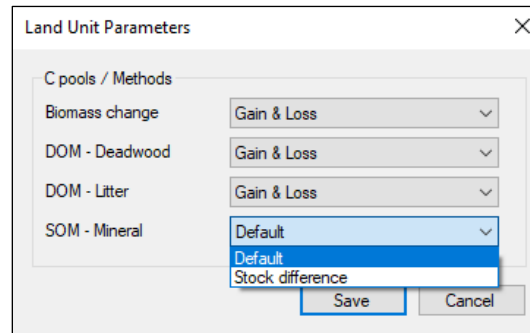 Land Unit Parameters
C pools / Methods
Biomass change Gain & Loss
DOM - Deadwood Gain & Loss
DOM - Litter Gain & Loss
SOM - Mineral Default
Default
Stock difference
Save Cancel